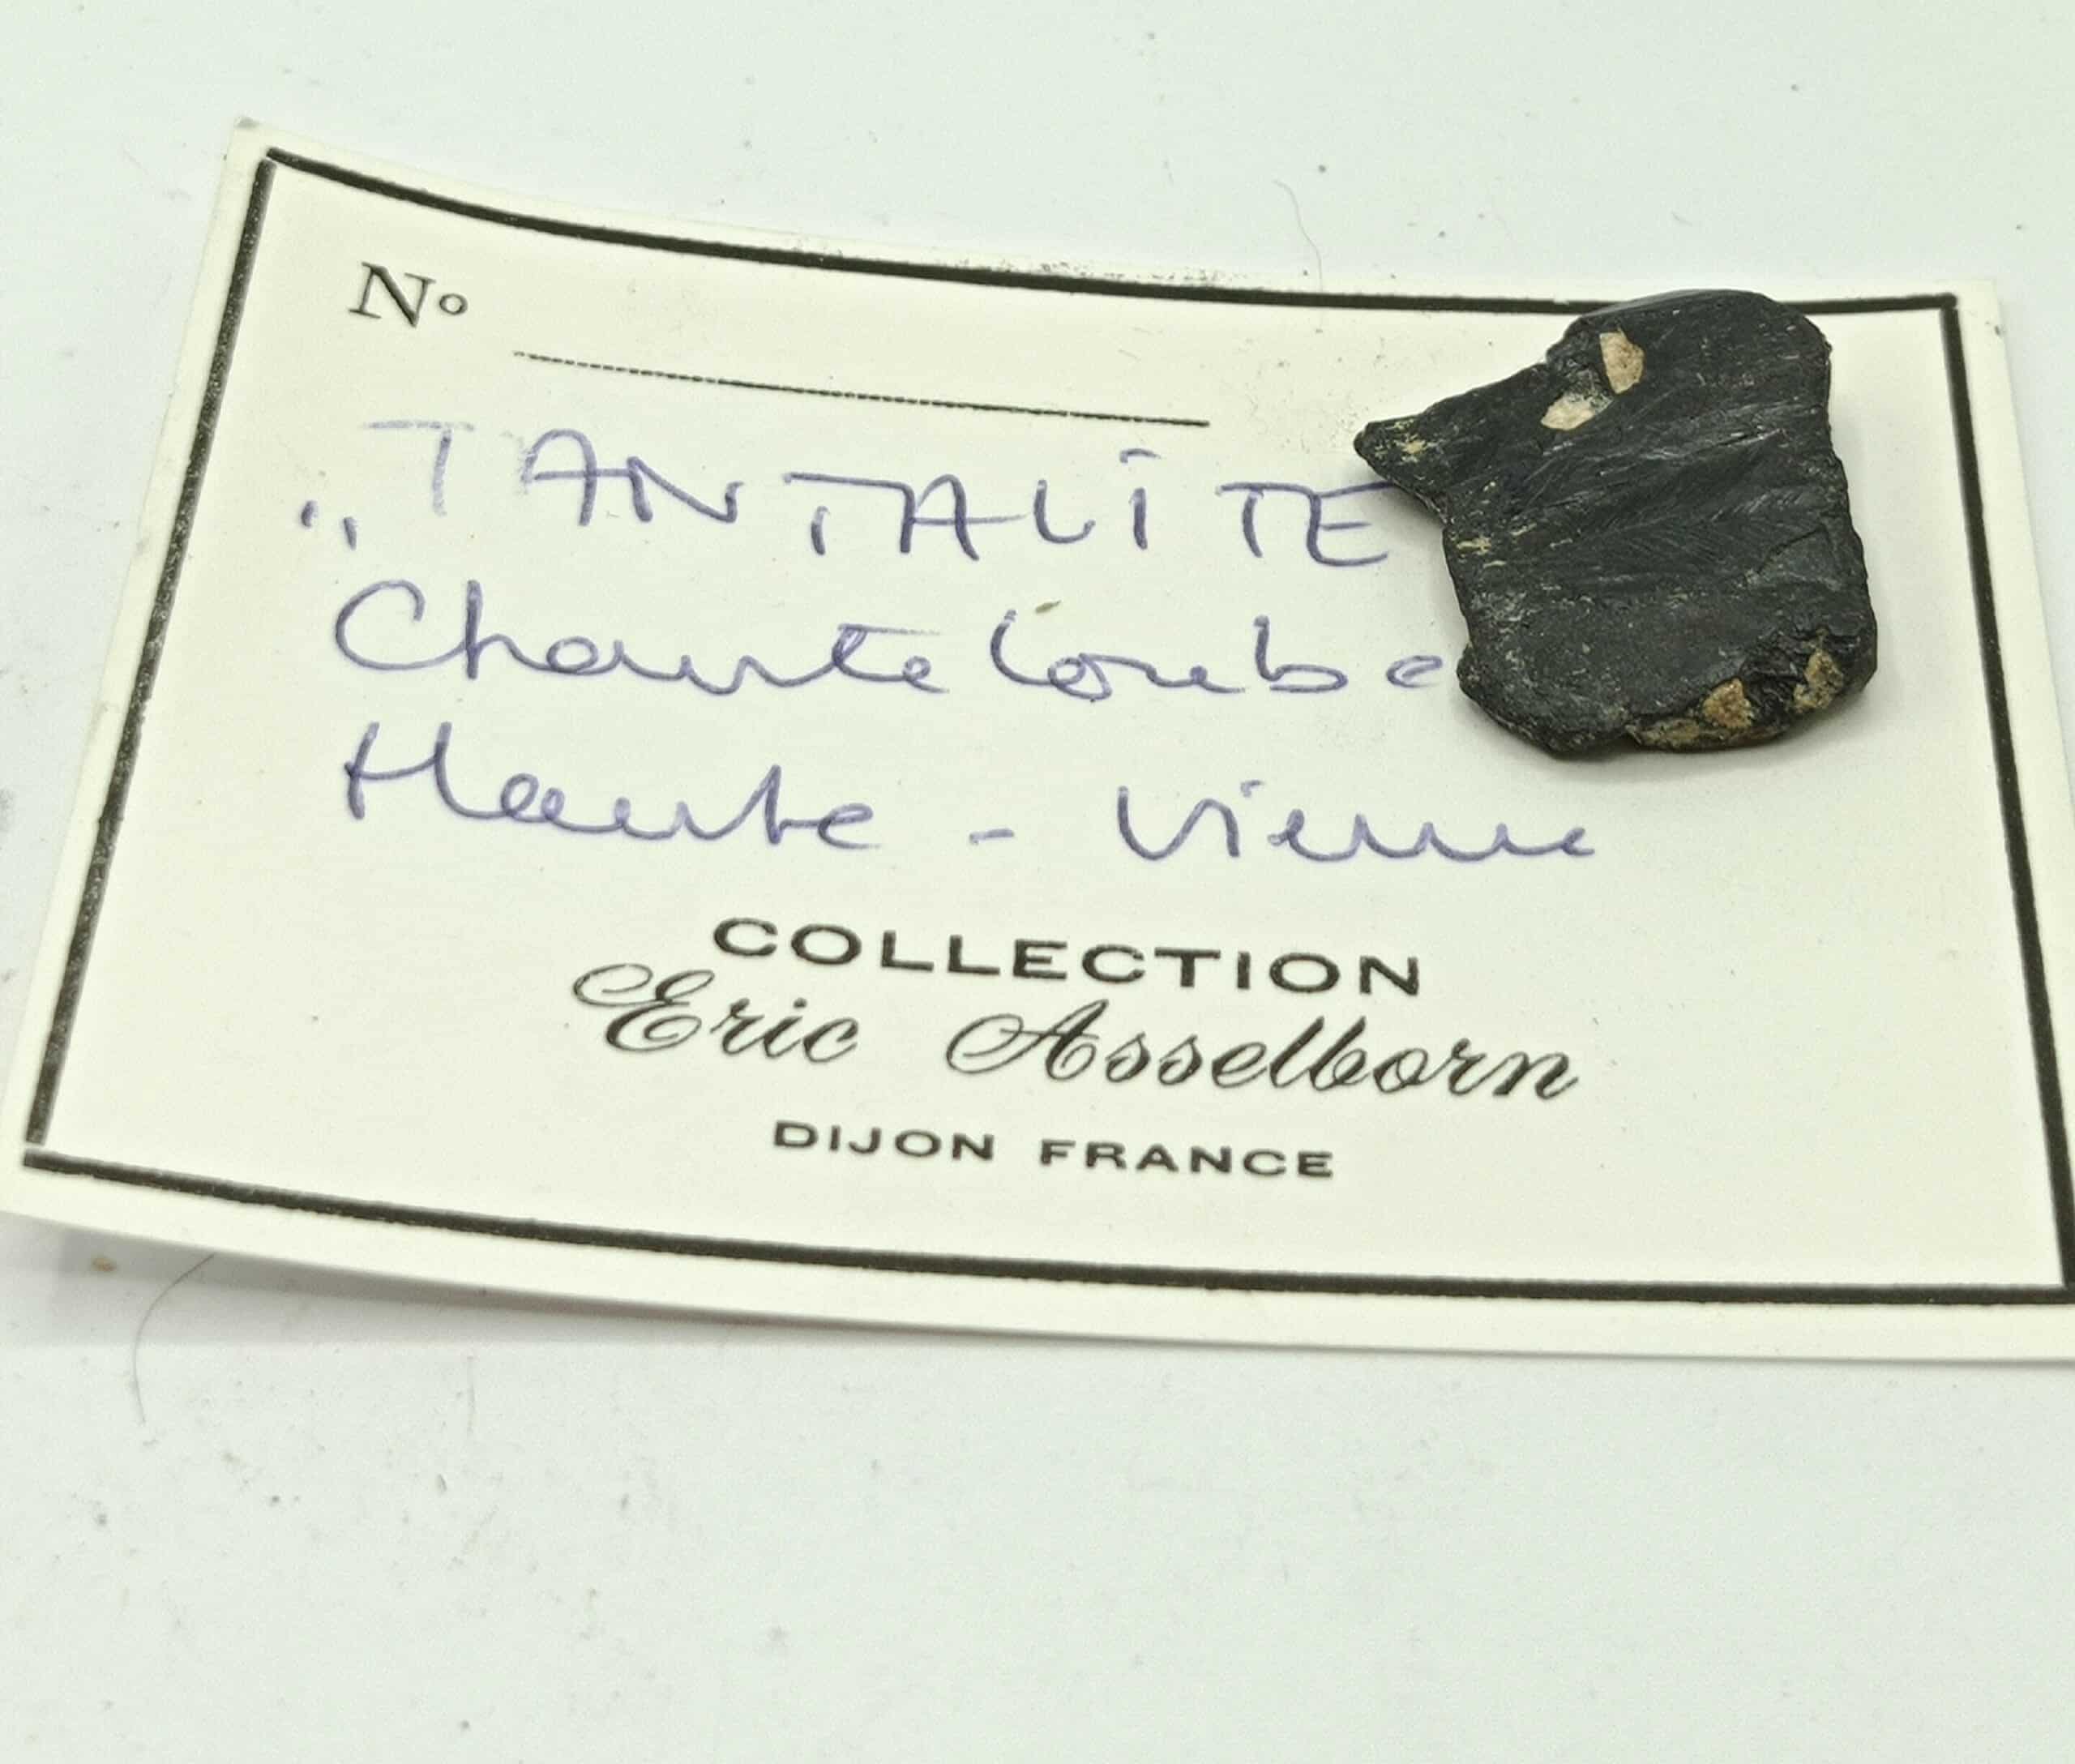 No
„TANTALITE
Chanteloube
Haute - Vienne
COLLECTION
Eric Asselborn
DIJON FRANCE